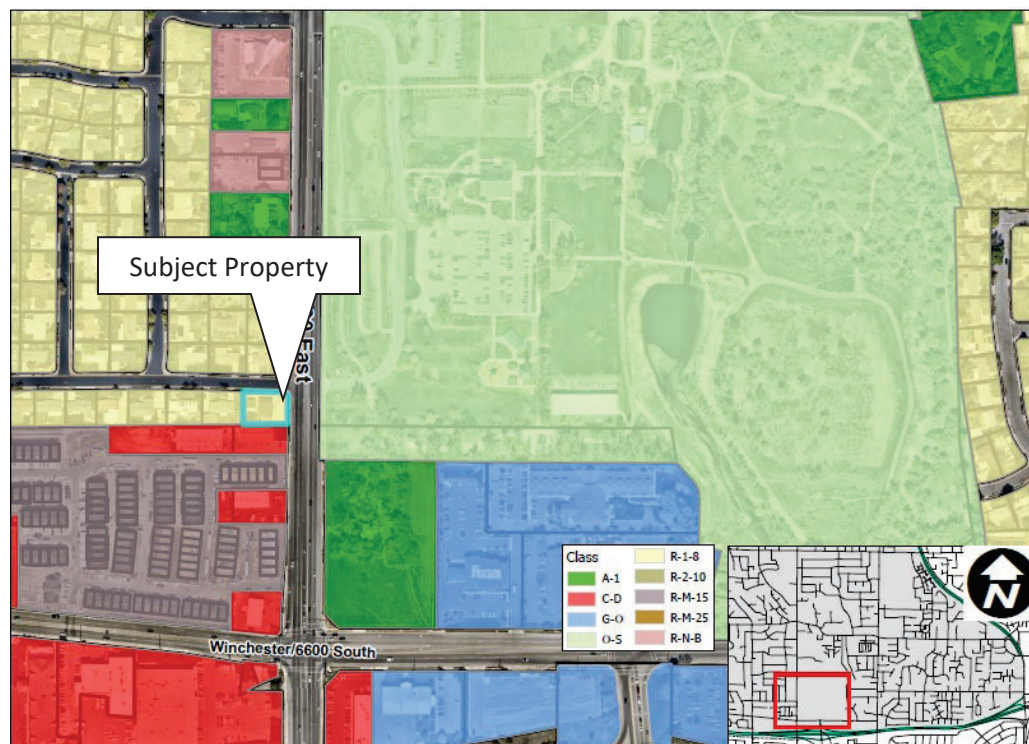 Subject Property
East
Winchester/6600 South
Class
A-1
C-D
G-O
O-S
R-1-8
R-2-10
R-M-15
R-M-25
R-N-B
N